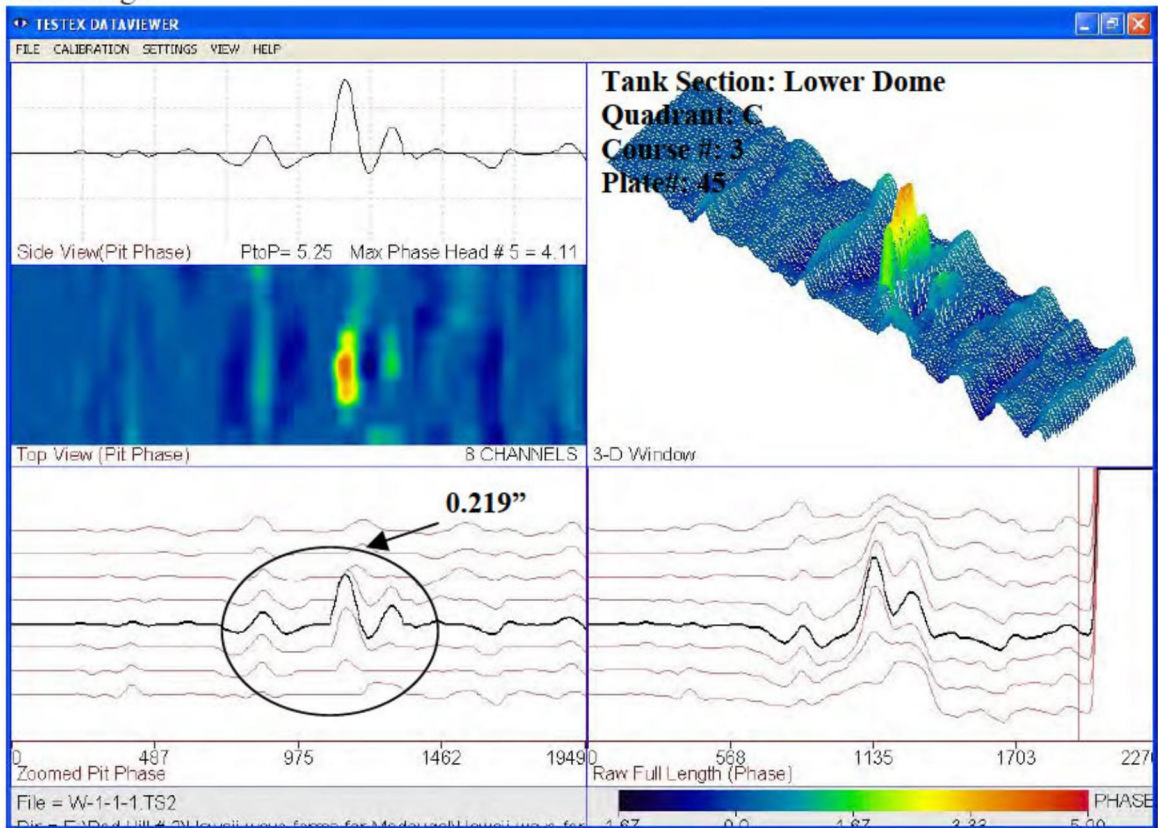 TESTEX DATAVIEWER
FILE CALIBRATION SETTINGS VIEW HELP
Side View(Pit Phase) PtoP= 5.25 Max Phase Head # 5 = 4.11
Tank Section: Lower Dome
Quadrant: C
Course #: 3
Plate#: 45
Top View (Pit Phase) 8 CHANNELS
3-D Window
0.219”
0 487 975 1462 1949
Zoomed Pit Phase
0 568 1135 1703 2270
Raw Full Length (Phase)
File = W-1-1-1.TS2
PHASE
-1.67 0.0 1.67 3.33 5.00